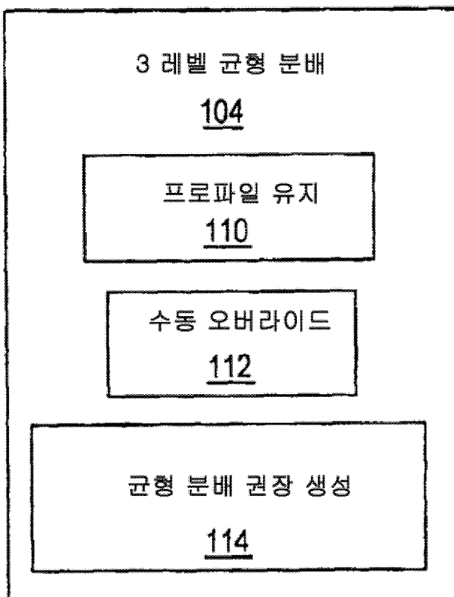 3 레벨 균형 분배
104
프로파일 유지
110
수동 오버라이드
112
균형 분배 권장 생성
114